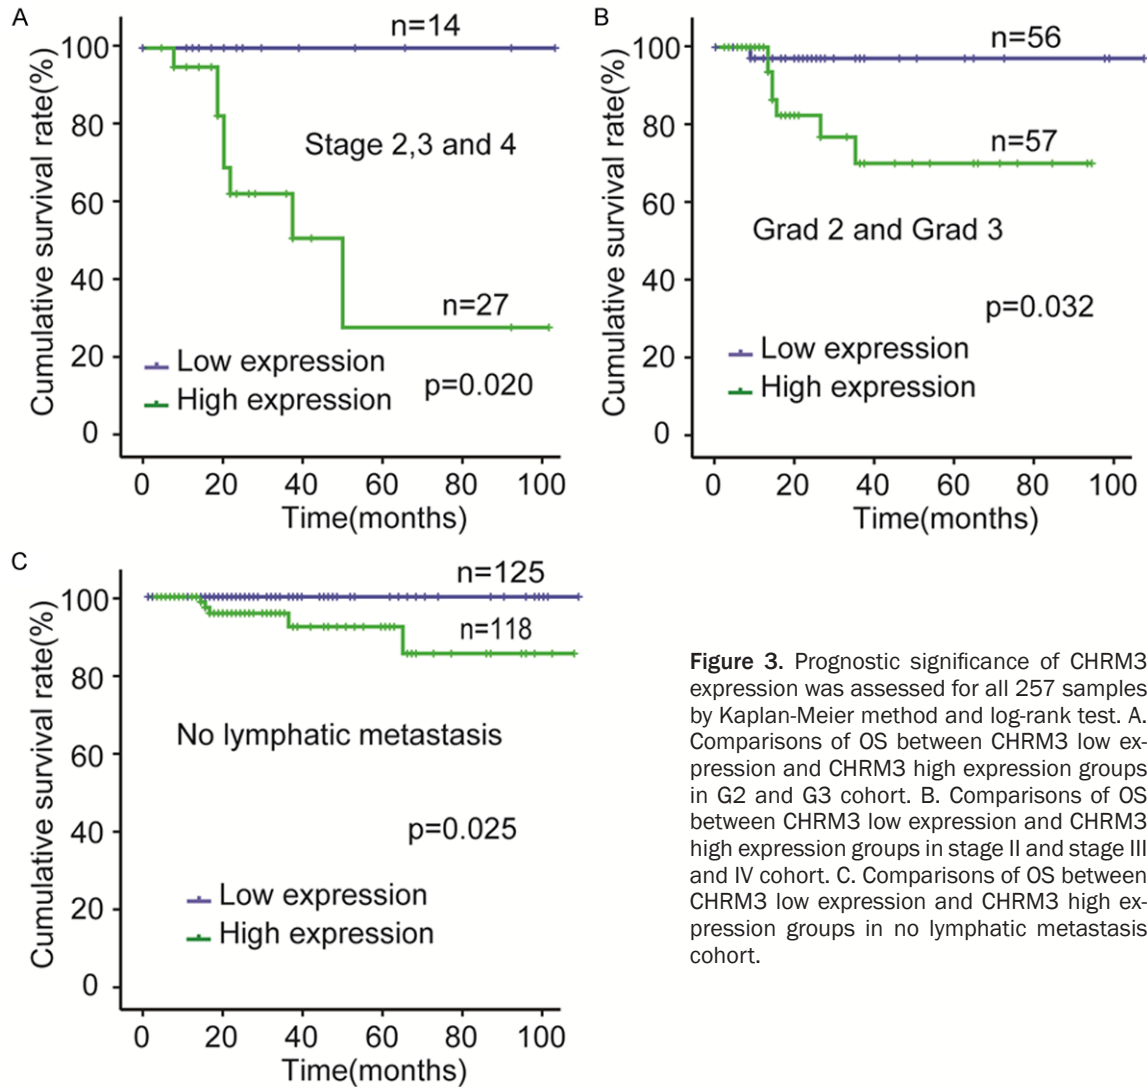 A
Cumulative survival rate(%)
100
80
60
40
20
0
n=14
Stage 2,3 and 4
n=27
Low expression
High expression
p=0.020
0 20 40 60 80 100
Time(months)
B
Cumulative survival rate(%)
100
80
60
40
20
0
n=56
n=57
Grad 2 and Grad 3
p=0.032
Low expression
High expression
0 20 40 60 80 100
Time(months)
C
Cumulative survival rate(%)
100
80
60
40
20
0
n=125
n=118
No lymphatic metastasis
p=0.025
Low expression
High expression
0 20 40 60 80 100
Time(months)
Figure 3. Prognostic significance of CHRM3
expression was assessed for all 257 samples
by Kaplan-Meier method and log-rank test. A.
Comparisons of OS between CHRM3 low ex-
pression and CHRM3 high expression groups
in G2 and G3 cohort. B. Comparisons of OS
between CHRM3 low expression and CHRM3
high expression groups in stage II and stage III
and IV cohort. C. Comparisons of OS between
CHRM3 low expression and CHRM3 high ex-
pression groups in no lymphatic metastasis
cohort.